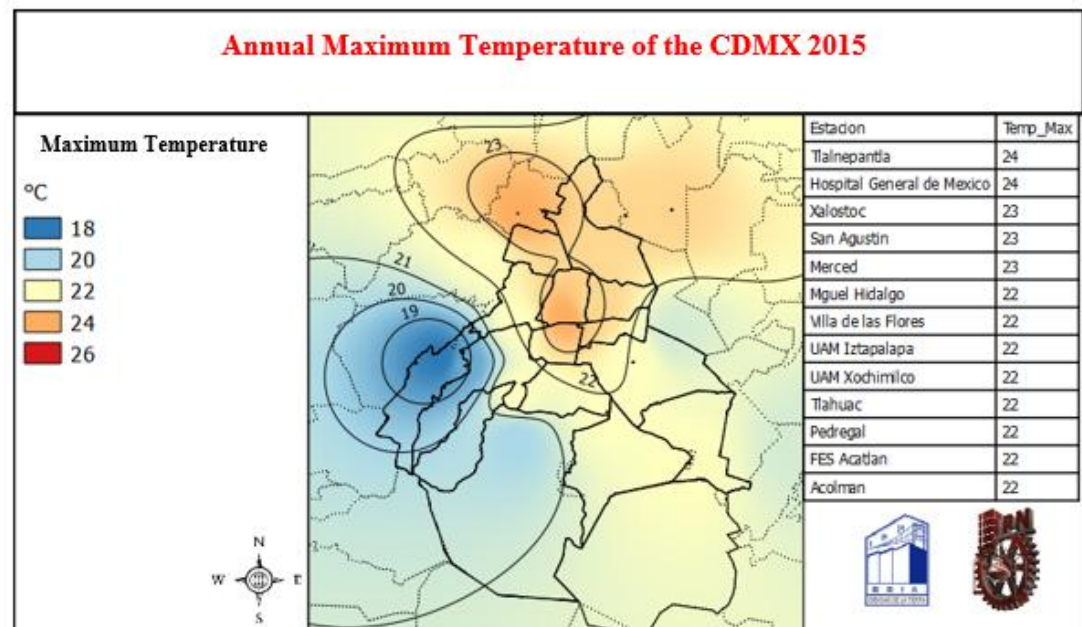 Annual Maximum Temperature of the CDMX 2015
Maximum Temperature
°C
18
20
22
24
26
23
21
20
19
22
N
W
E
S
Estacion Temp_Max
Tlalnepantla 24
Hospital General de Mexico 24
Xalostoc 23
San Agustin 23
Merced 23
Mguel Hidalgo 22
Villa de las Flores 22
UAM Iztapalapa 22
UAM Xochimilco 22
Tlahuac 22
Pedregal 22
FES Acatlan 22
Acolman 22